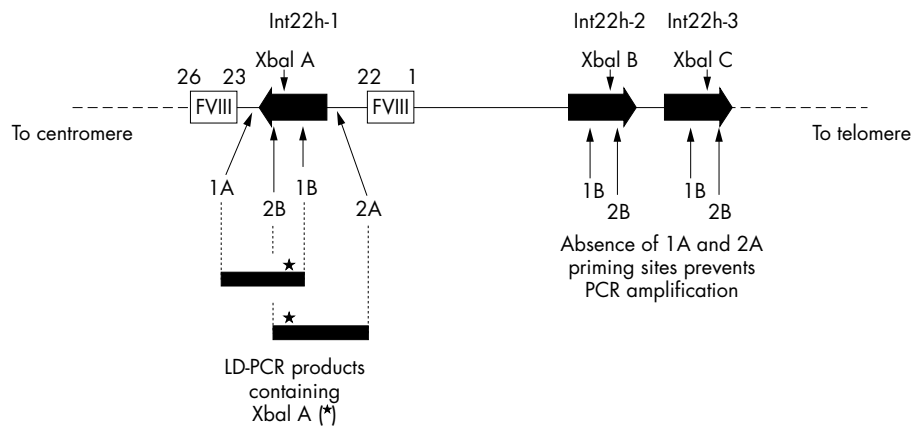 Int22h-1
Int22h-2
Int22h-3
XbaI A
XbaI B
XbaI C
26
23
22
1
FVIII
FVIII
To centromere
To telomere
1A
2B
1B
2A
1B
2B
1B
2B
Absence of 1A and 2A
priming sites prevents
PCR amplification
LD-PCR products
containing
XbaI A (★)